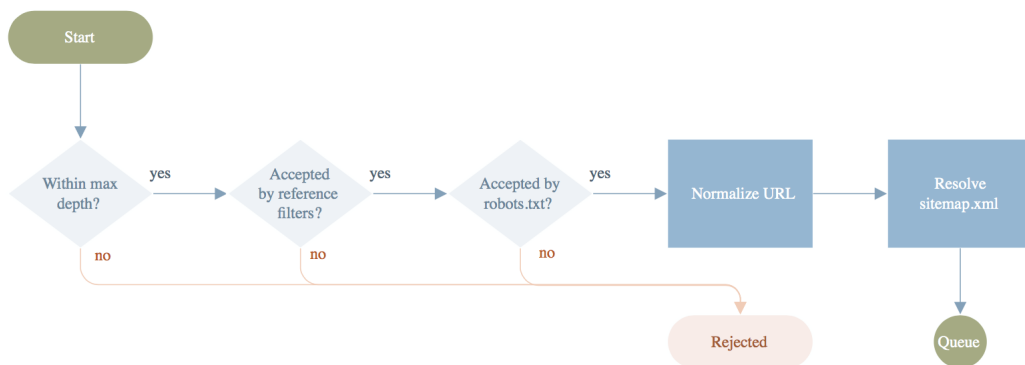 Start
Within max
depth?
yes
no
Accepted
by reference
filters?
yes
no
Accepted by
robots.txt?
yes
no
Normalize URL
Resolve
sitemap.xml
Rejected
Queue